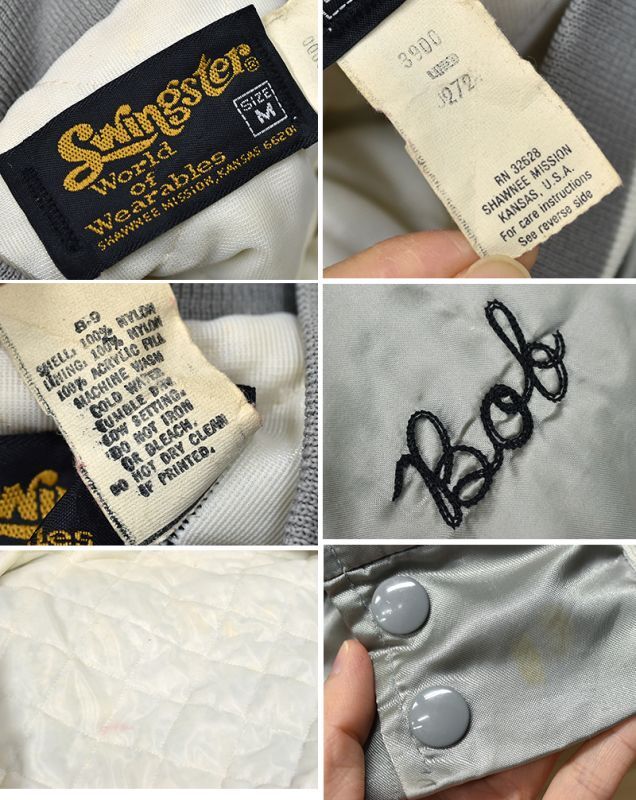 Swingster®
World
of
Wearables
SHAWNEE MISSION, KANSAS 66201
SIZE
M
3900
LINED
RN 32628
SHAWNEE MISSION
KANSAS, U.S.A.
For care instructions
See reverse side
8-9
SHELL: 100% NYLON
LINING: 100% NYLON
100% ACRYLIC FILL
MACHINE WASH
COLD WATER
TUMBLE DRY,
LOW SETTING.
DO NOT IRON
OR BLEACH.
DO NOT DRY CLEAN
IF PRINTED.
Bob